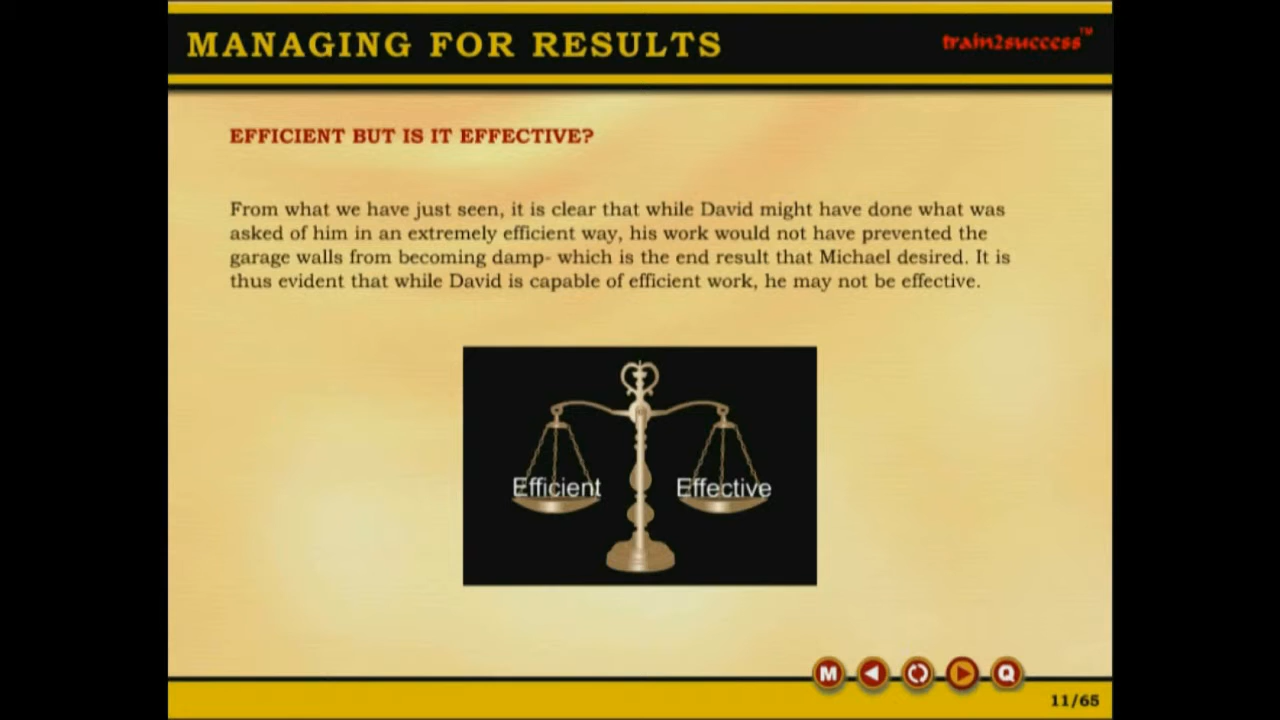 MANAGING FOR RESULTS
train2success™
EFFICIENT BUT IS IT EFFECTIVE?
From what we have just seen, it is clear that while David might have done what was
asked of him in an extremely efficient way, his work would not have prevented the
garage walls from becoming damp- which is the end result that Michael desired. It is
thus evident that while David is capable of efficient work, he may not be effective.
Efficient
Effective
M
Q
11/65